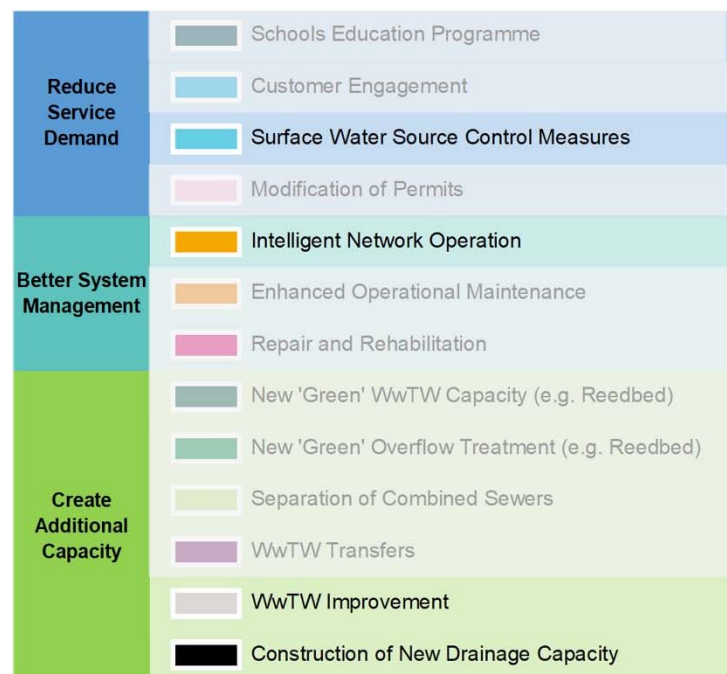 Reduce
Service
Demand
Schools Education Programme
Customer Engagement
Surface Water Source Control Measures
Modification of Permits
Better System
Management
Intelligent Network Operation
Enhanced Operational Maintenance
Repair and Rehabilitation
Create
Additional
Capacity
New 'Green' WwTW Capacity (e.g. Reedbed)
New 'Green' Overflow Treatment (e.g. Reedbed)
Separation of Combined Sewers
WwTW Transfers
WwTW Improvement
Construction of New Drainage Capacity